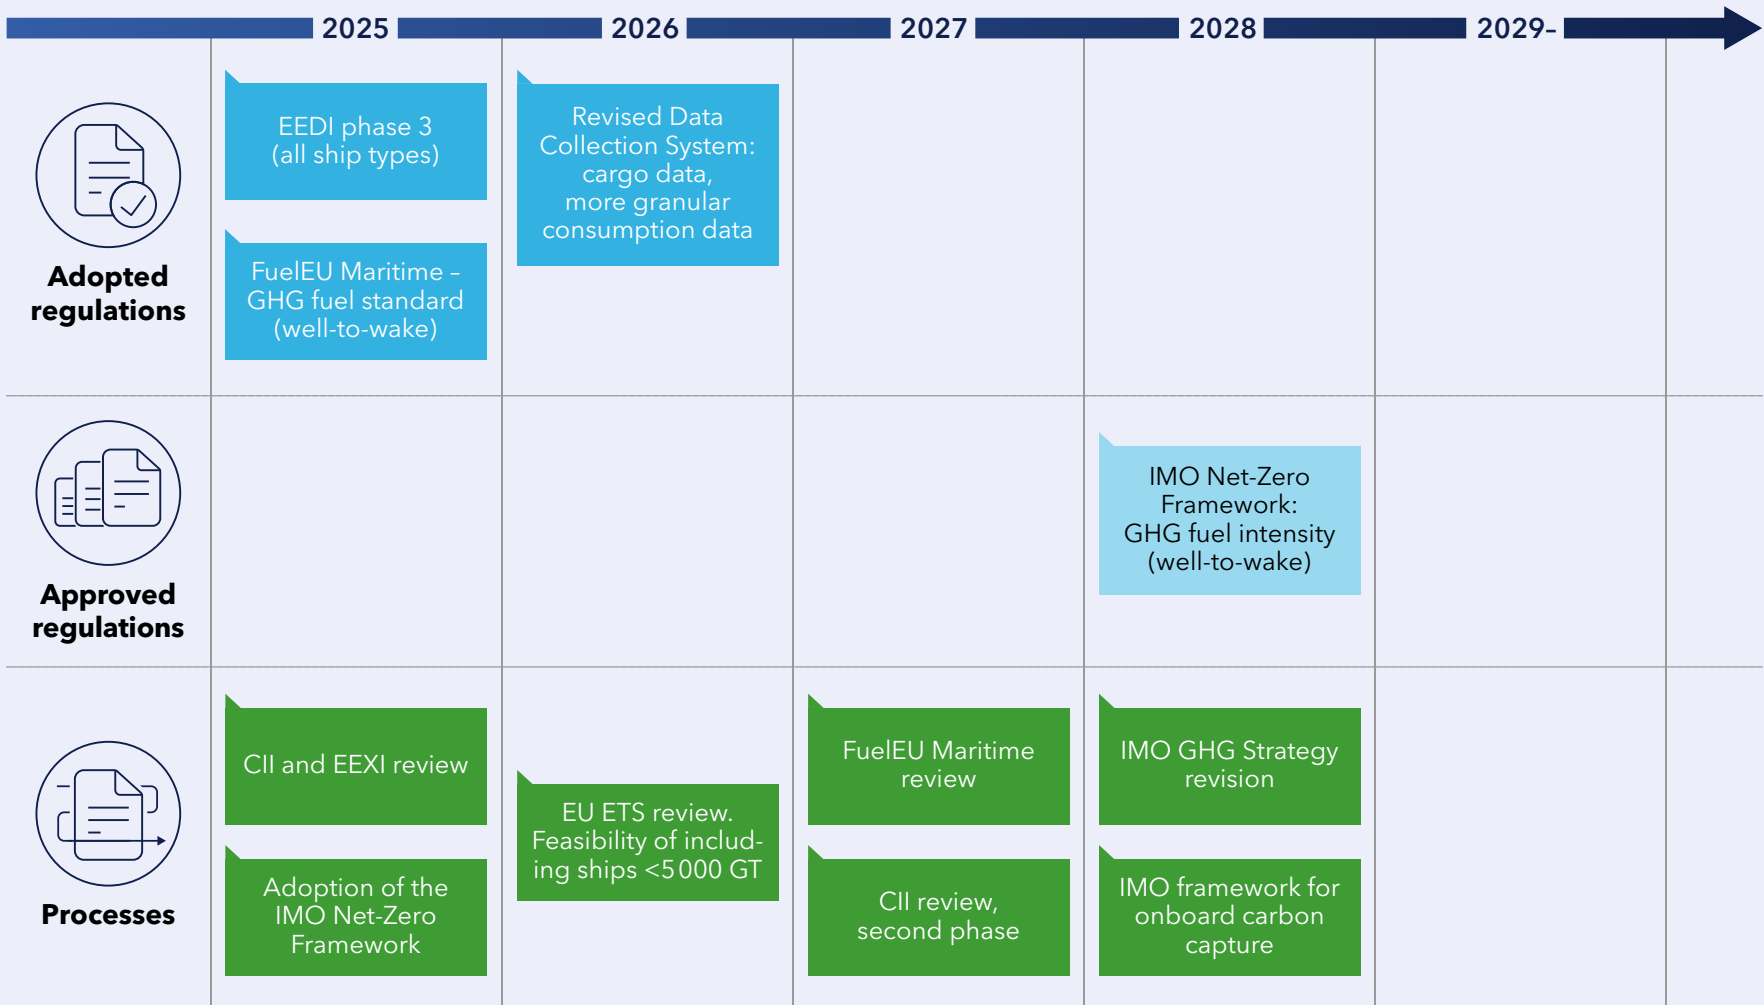 2025
2026
2027
2028
2029–
Adopted
regulations
EEDI phase 3
(all ship types)
FuelEU Maritime –
GHG fuel standard
(well-to-wake)
Revised Data
Collection System:
cargo data,
more granular
consumption data
Approved
regulations
IMO Net-Zero
Framework:
GHG fuel intensity
(well-to-wake)
Processes
CII and EEXI review
Adoption of the
IMO Net-Zero
Framework
EU ETS review.
Feasibility of includ-
ing ships <5 000 GT
FuelEU Maritime
review
CII review,
second phase
IMO GHG Strategy
revision
IMO framework for
onboard carbon
capture